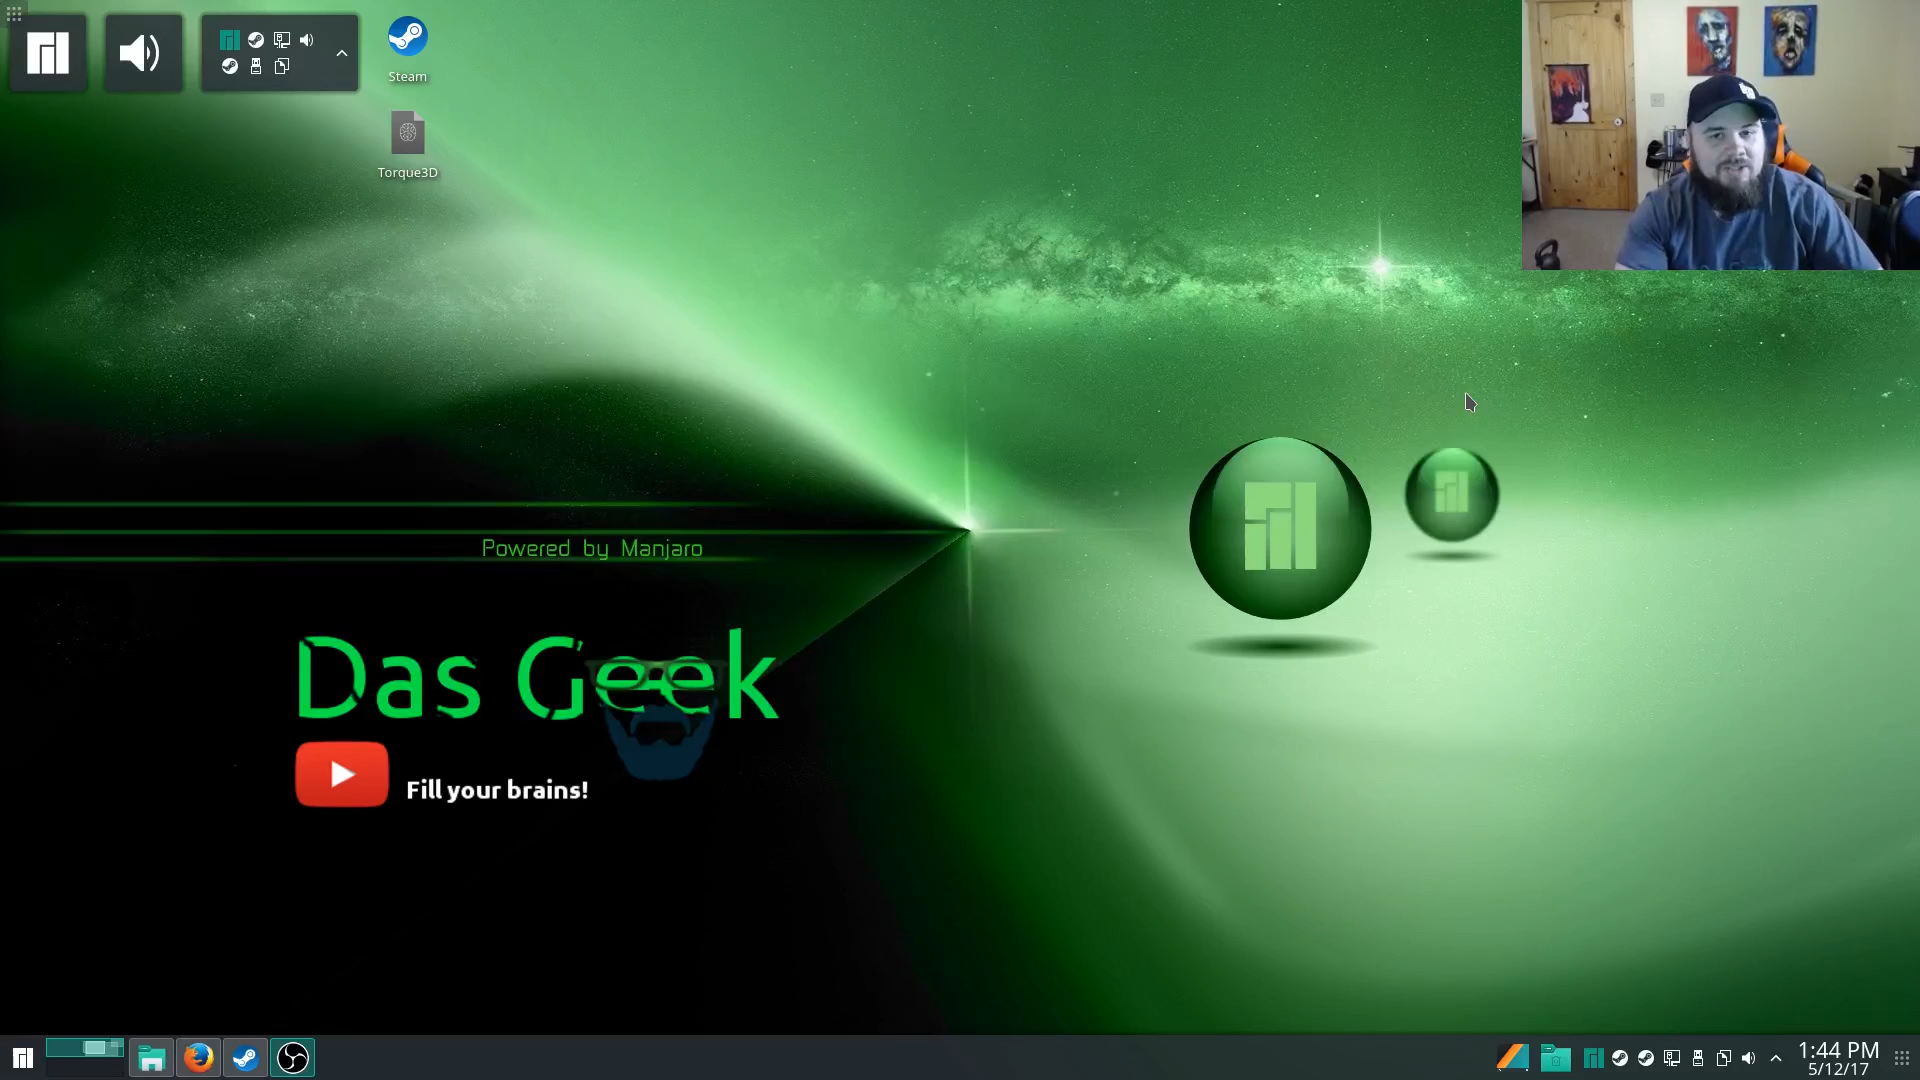 Steam
Torque3D
Powered by Manjaro
Das Geek
Fill your brains!
1:44 PM
5/12/17